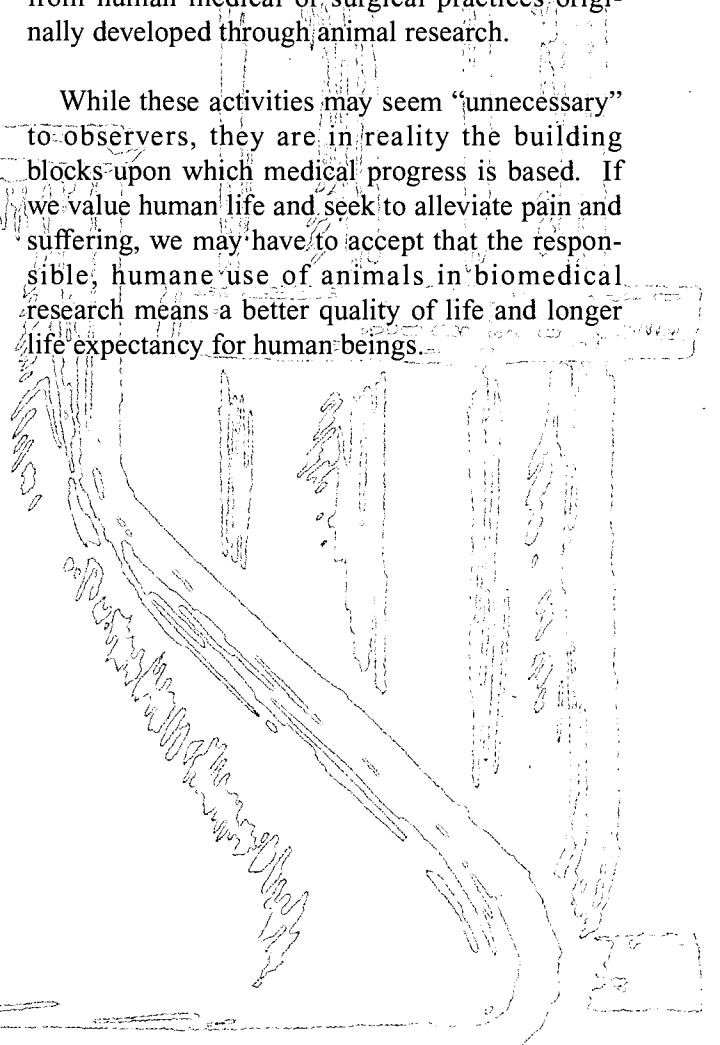 from human medical or surgical practices origi-
nally developed through animal research.
While these activities may seem “unnecessary”
to observers, they are in reality the building
blocks upon which medical progress is based. If
we value human life and seek to alleviate pain and
suffering, we may have to accept that the respon-
sible, humane use of animals in biomedical
research means a better quality of life and longer
life expectancy for human beings.